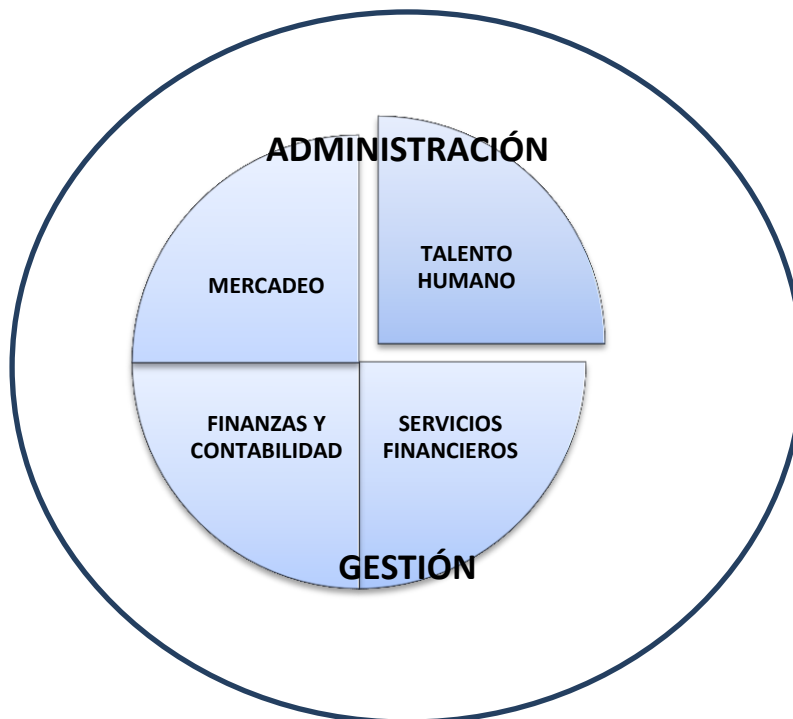 ADMINISTRACIÓN
TALENTO
HUMANO
MERCADEO
FINANZAS Y
CONTABILIDAD
SERVICIOS
FINANCIEROS
GESTIÓN